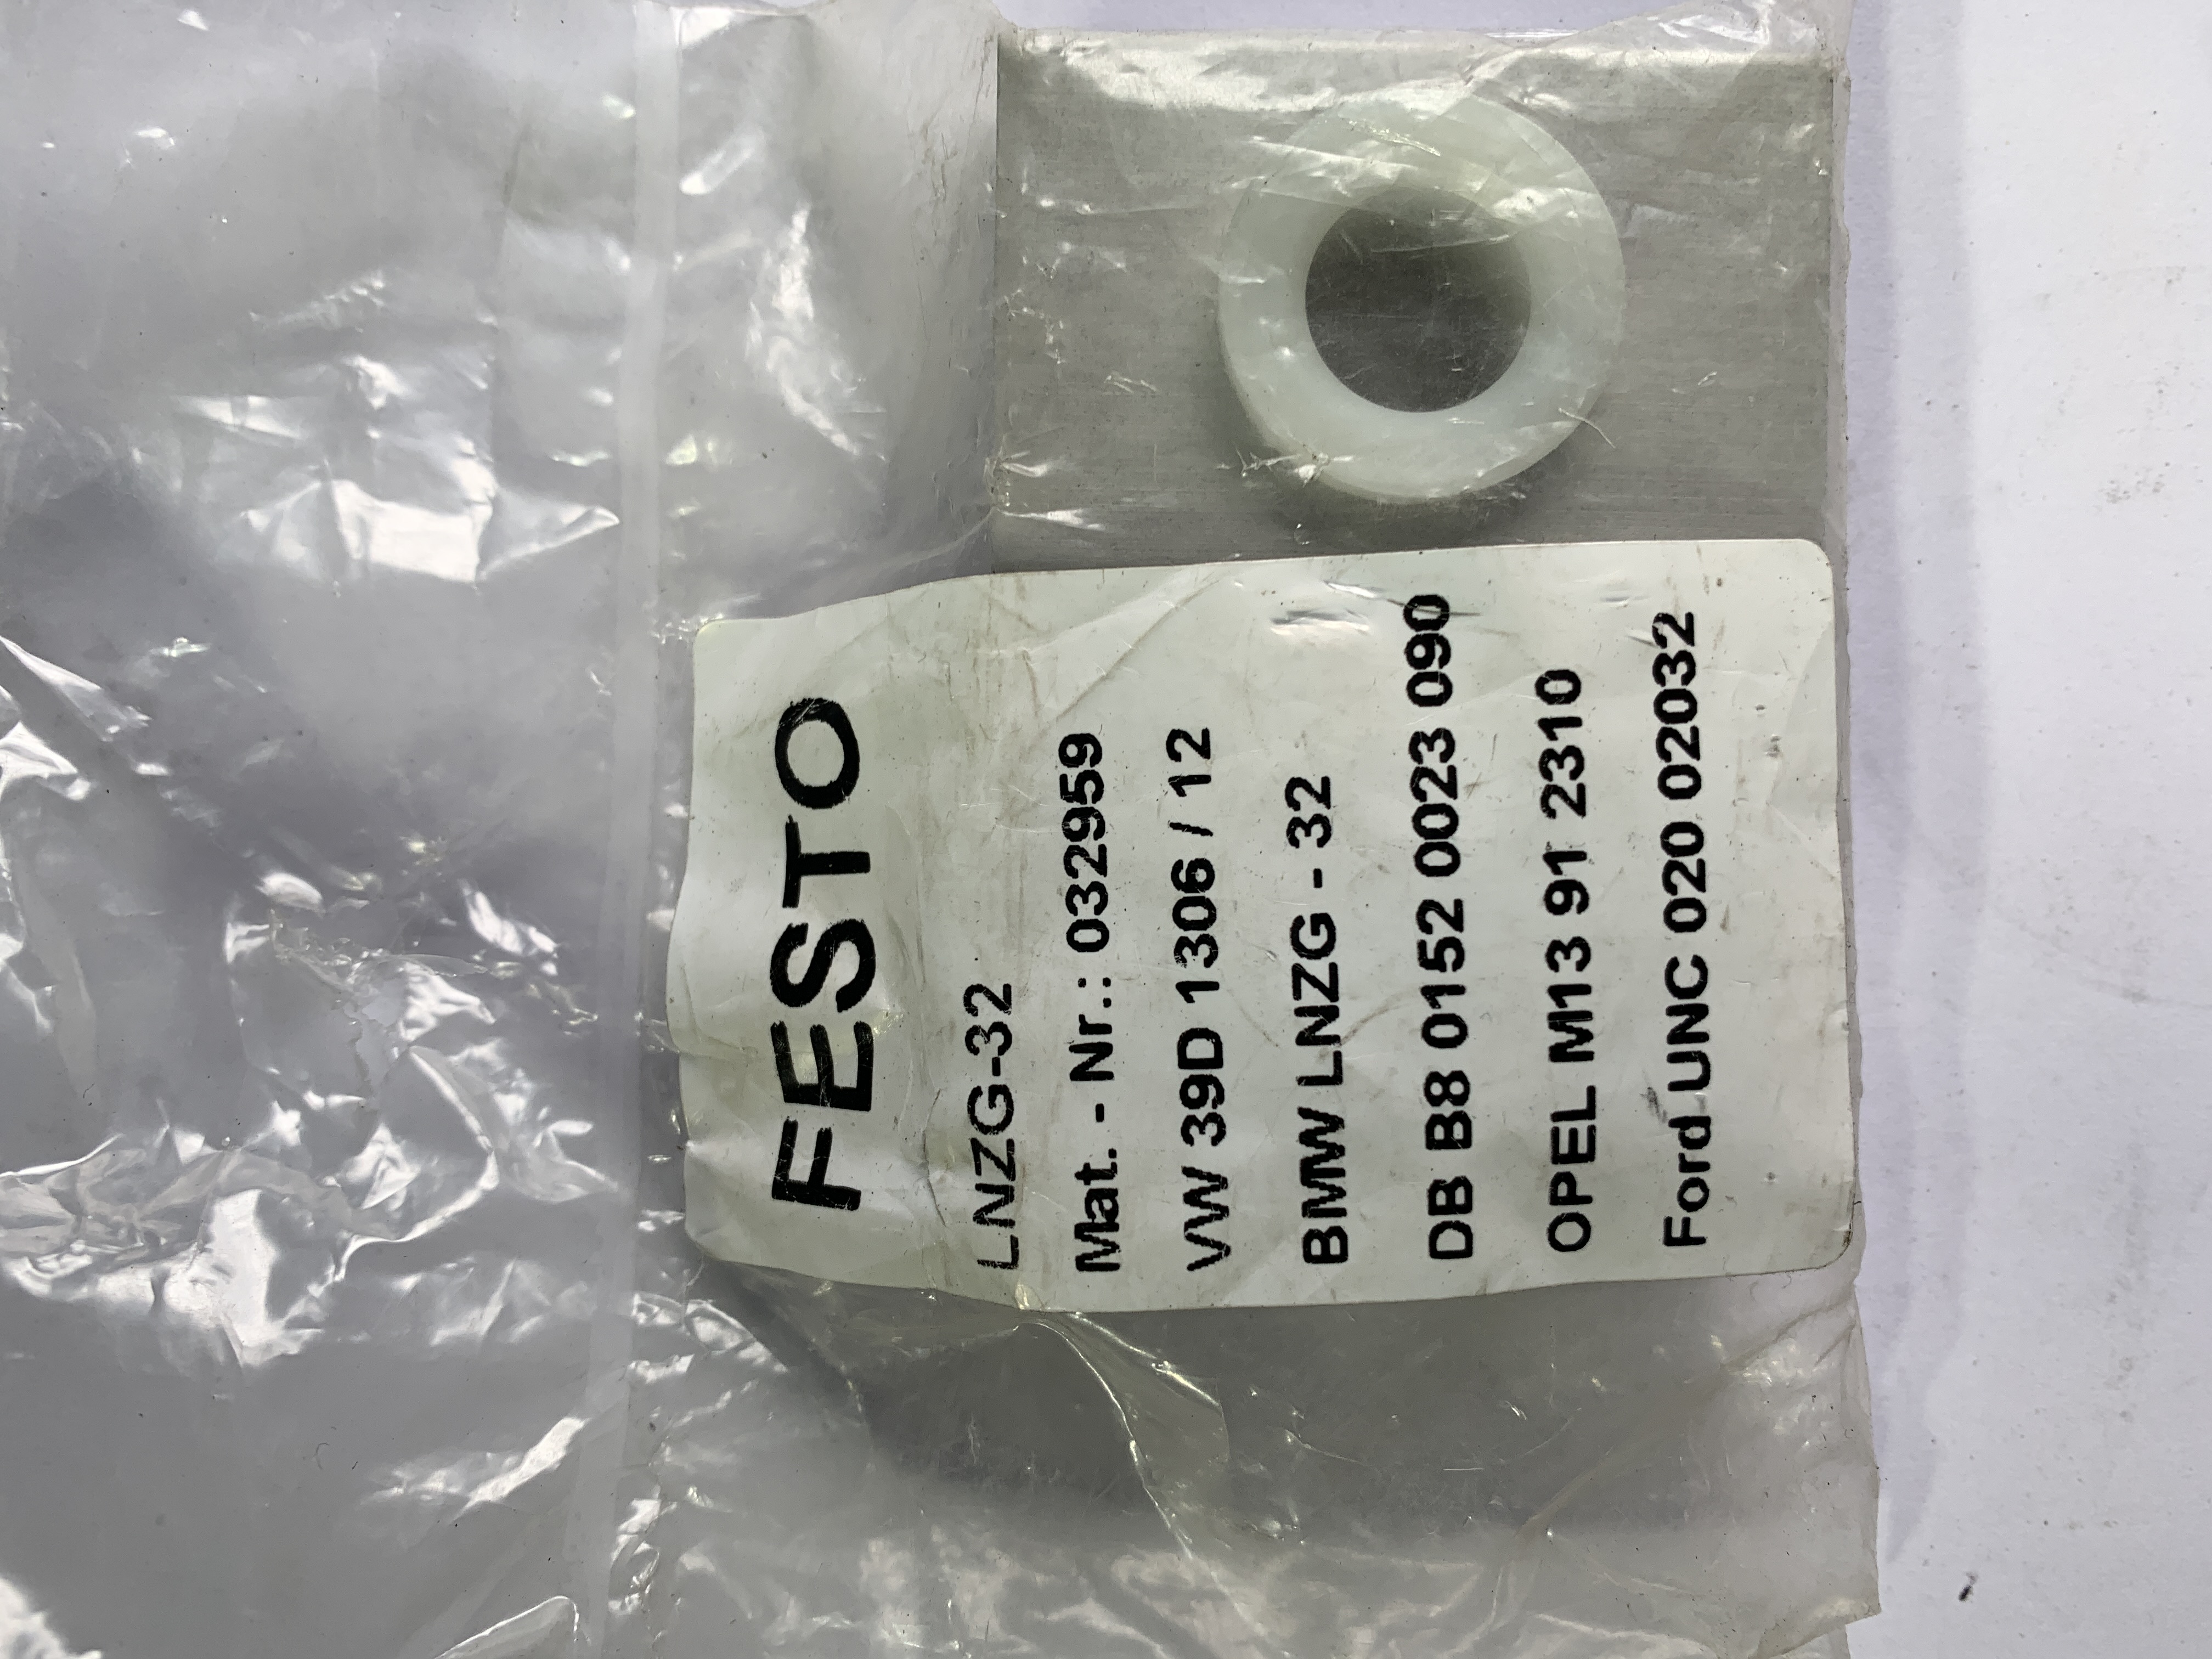 FESTO
LNZG-32
Mat. - Nr.: 032959
VW 39D 1306 / 12
BMW LNZG - 32
DB B8 0152 0023 090
OPEL M13 91 2310
Ford UNC 020 02032